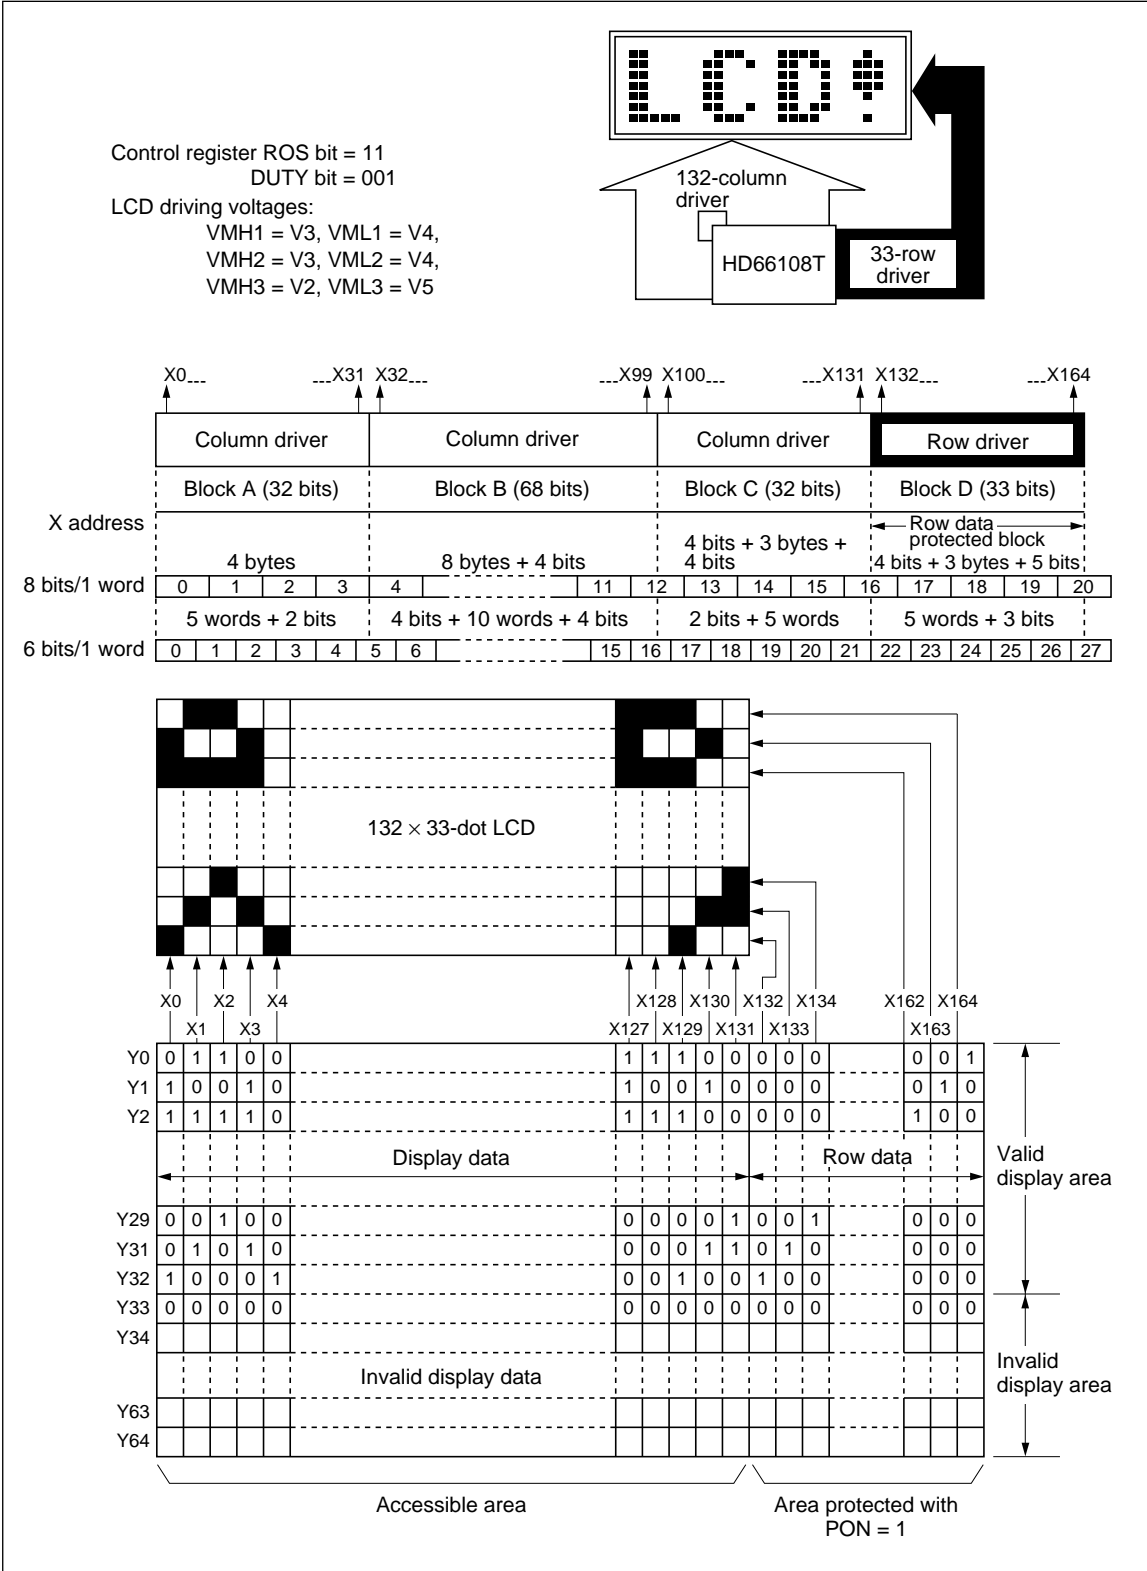 LCD!
Control register ROS bit = 11
DUTY bit = 001
LCD driving voltages:
VMH1 = V3, VML1 = V4,
VMH2 = V3, VML2 = V4,
VMH3 = V2, VML3 = V5
132-column
driver
HD66108T
33-row
driver
X0--- ---X31 X32--- ---X99 X100--- ---X131 X132--- ---X164
Column driver Column driver Column driver Row driver
Block A (32 bits) Block B (68 bits) Block C (32 bits) Block D (33 bits)
X address
Row data
protected block
4 bytes 8 bytes + 4 bits 4 bits + 3 bytes +
4 bits 4 bits + 3 bytes + 5 bits
8 bits/1 word 0 1 2 3 4 11 12 13 14 15 16 17 18 19 20
5 words + 2 bits 4 bits + 10 words + 4 bits 2 bits + 5 words 5 words + 3 bits
6 bits/1 word 0 1 2 3 4 5 6 15 16 17 18 19 20 21 22 23 24 25 26 27
132 × 33-dot LCD
X0 X2 X4 X128 X130 X132 X134 X162 X164
X1 X3 X127 X129 X131 X133 X163
Y0 0 1 1 0 0 1 1 1 0 0 0 0 0 0 0 1
Y1 1 0 0 1 0 1 0 0 1 0 0 0 0 0 1 0
Y2 1 1 1 1 0 1 1 1 0 0 0 0 0 1 0 0
Display data Row data
Valid
display area
Y29 0 0 1 0 0 0 0 0 0 1 0 0 1 0 0 0
Y31 0 1 0 1 0 0 0 0 1 1 0 1 0 0 0 0
Y32 1 0 0 0 1 0 0 1 0 0 1 0 0 0 0 0
Y33 0 0 0 0 0 0 0 0 0 0 0 0 0 0 0 0
Y34
Invalid display data
Invalid
display area
Y63
Y64
Accessible area
Area protected with
PON = 1